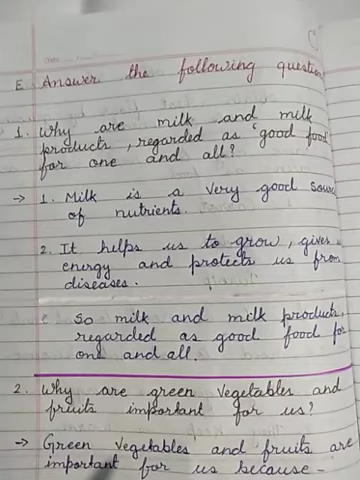 E. Answer the following question
1. Why are milk and milk
products, regarded as 'good food'
for one and all?
→ 1. Milk is a very good sour
of nutrients.
2. It helps us to grow, gives
energy and protects us from
diseases.
So milk and milk products,
regarded as good food for
one and all.
2. Why are green vegetables and
fruits important for us?
→ Green vegetables and fruits are
important for us because -